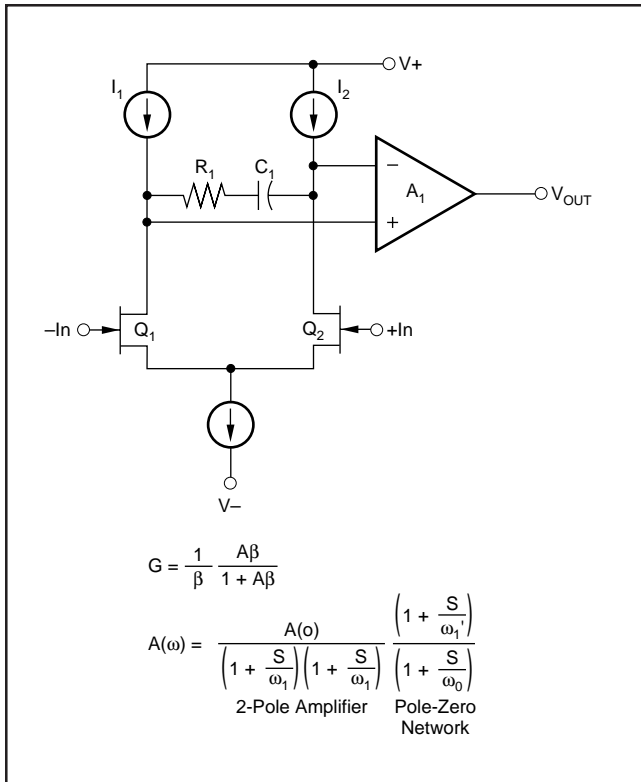 V+
I₁ I₂
R₁ C₁
−
A₁
+
V_OUT
–In Q₁ Q₂ +In
V–
G = 1/β Aβ/(1 + Aβ)
A(ω) = A(o)/((1 + S/ω₁)(1 + S/ω₁)) (1 + S/ω₁')/(1 + S/ω₀)
2-Pole Amplifier Pole-Zero
Network